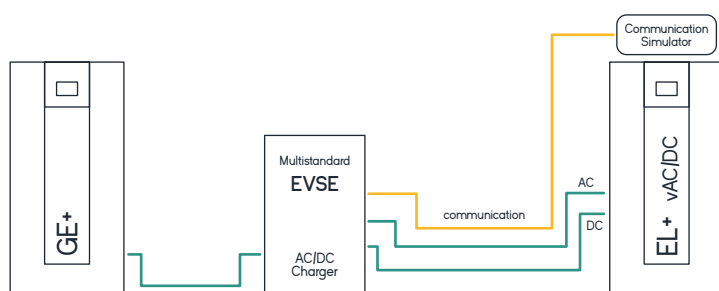 Communication
Simulator
Multistandard
EVSE
AC
communication
DC
AC/DC
Charger
GE+
EL+ vAC/DC